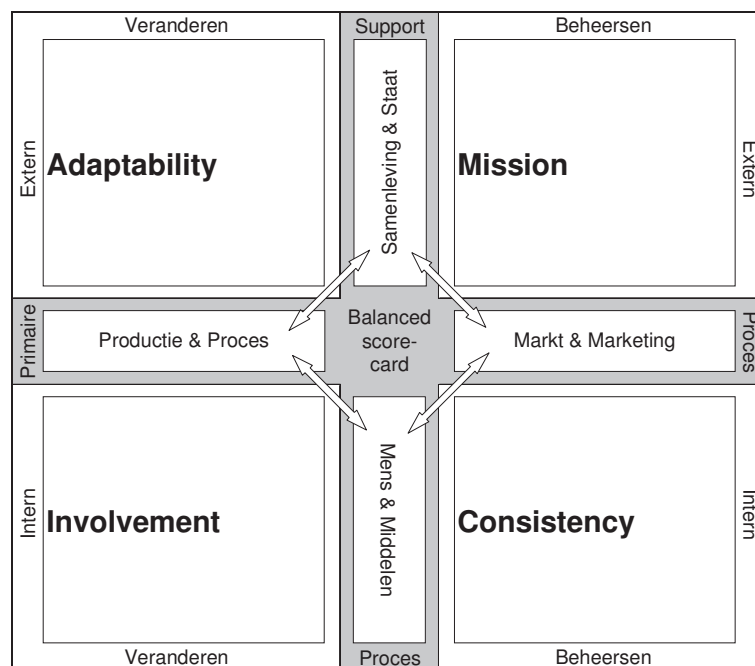 Veranderen
Support
Beheersen
Extern
Adaptability
Samenleving & Staat
Mission
Extern
Primaire
Productie & Proces
Balanced
score-
card
Markt & Marketing
Proces
Intern
Involvement
Mens & Middelen
Consistency
Intern
Veranderen
Proces
Beheersen